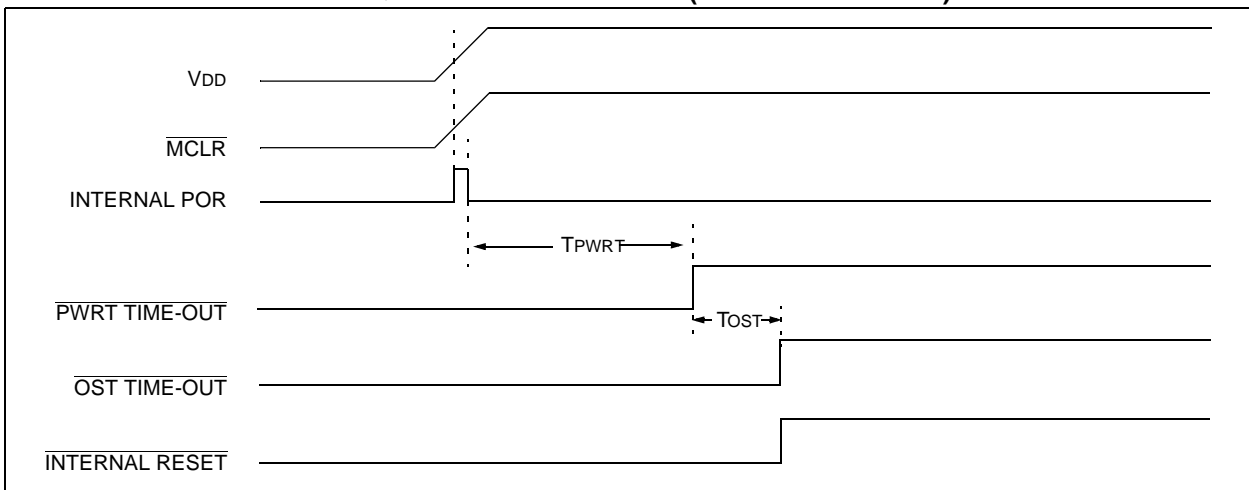 VDD
MCLR
INTERNAL POR
TPWRT
PWRT TIME-OUT
TOST
OST TIME-OUT
INTERNAL RESET